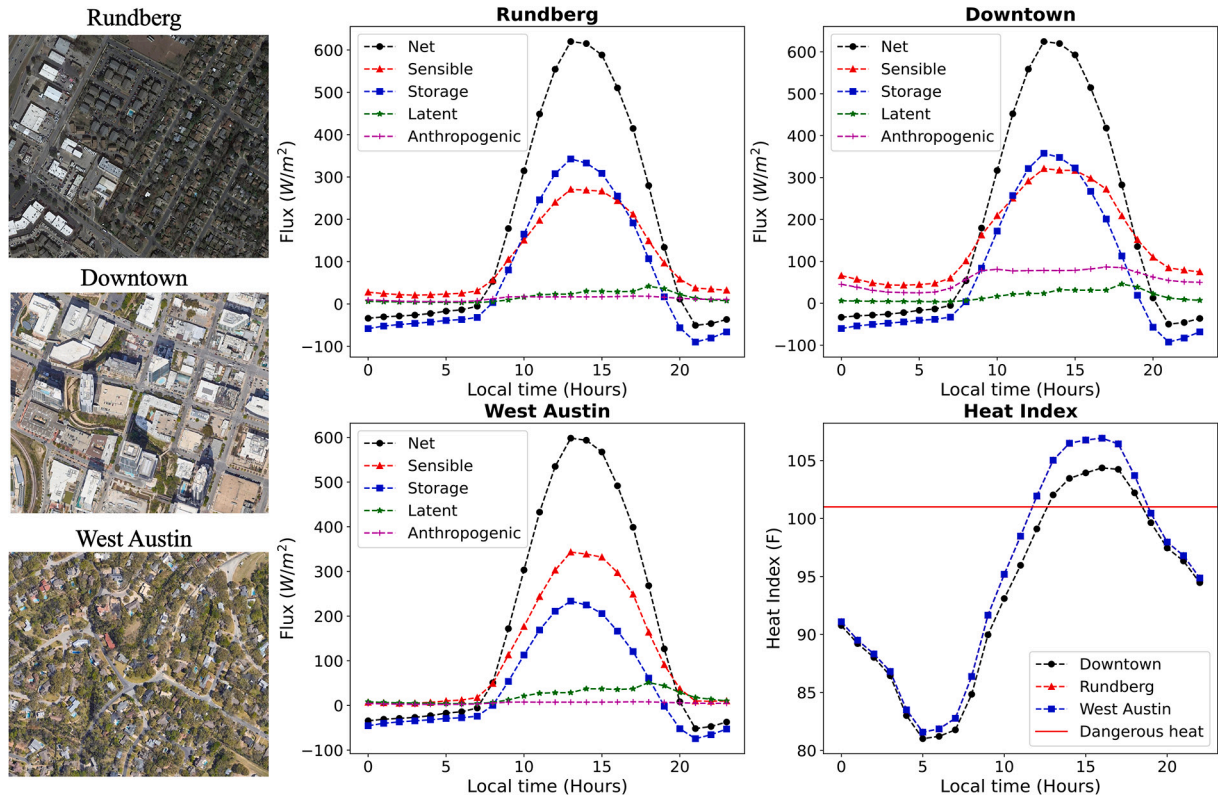 Rundberg
Downtown
West Austin
Rundberg
Net
Sensible
Storage
Latent
Anthropogenic
600
500
400
300
200
100
0
−100
Flux (W/m²)
0
5
10
15
20
Local time (Hours)
Downtown
Net
Sensible
Storage
Latent
Anthropogenic
600
500
400
300
200
100
0
−100
Flux (W/m²)
0
5
10
15
20
Local time (Hours)
West Austin
Net
Sensible
Storage
Latent
Anthropogenic
600
500
400
300
200
100
0
−100
Flux (W/m²)
0
5
10
15
20
Local time (Hours)
Heat Index
105
100
95
90
85
80
Heat Index (F)
Downtown
Rundberg
West Austin
Dangerous heat
0
5
10
15
20
Local time (Hours)